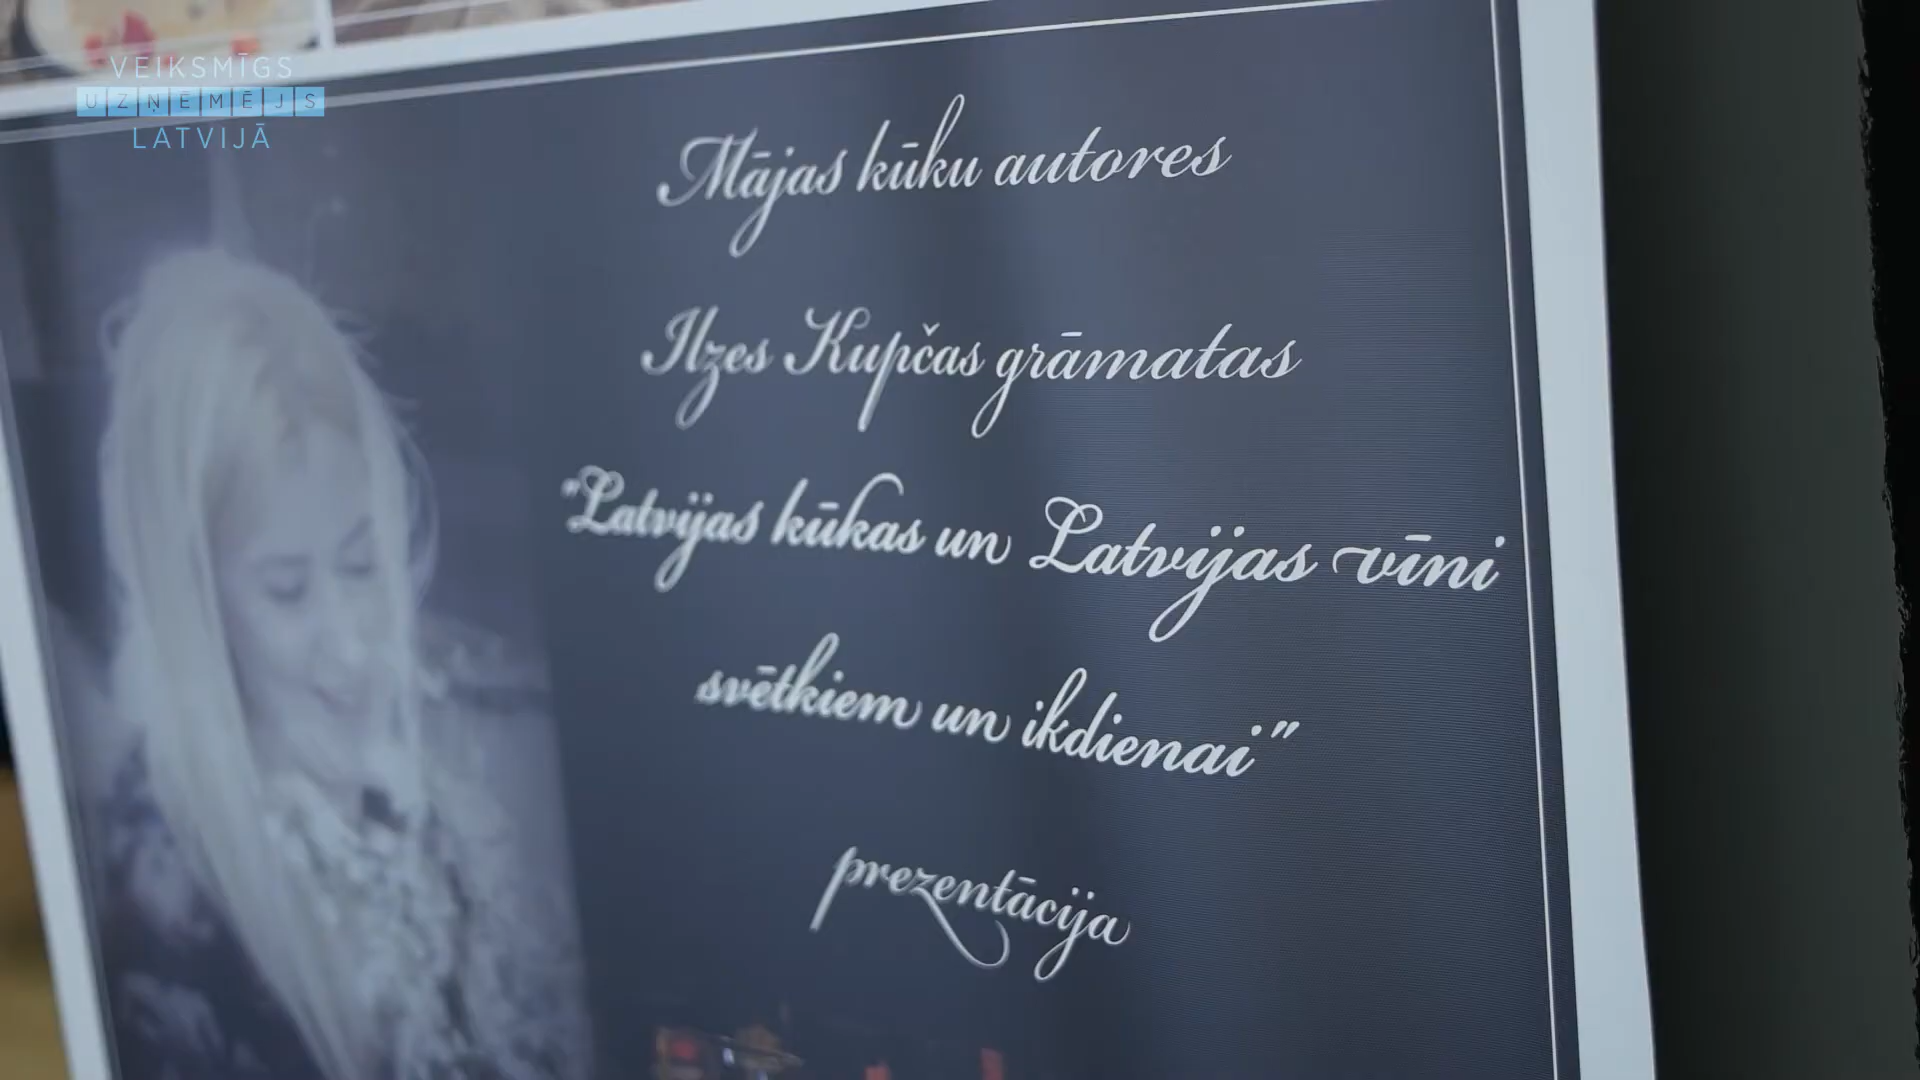 VEIKSMĪGS
UZŅĒMĒJS
LATVIJĀ
Mājas kūku autores
Ilzes Kupčas grāmatas
"Latvijas kūkas un Latvijas vīni
svētkiem un ikdienai"
prezentācija